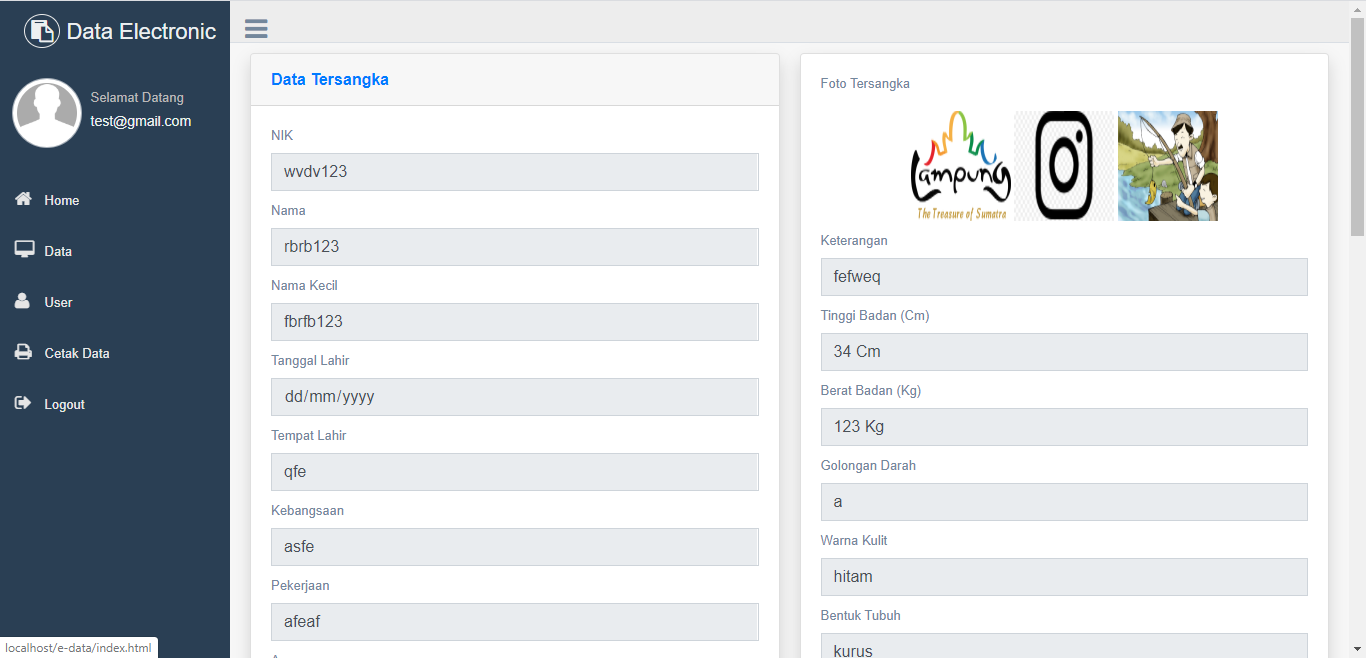 Data Electronic
Selamat Datang
test@gmail.com
Home
Data
User
Cetak Data
Logout
Data Tersangka
NIK
wvdv123
Nama
rbrb123
Nama Kecil
fbrfb123
Tanggal Lahir
dd/mm/yyyy
Tempat Lahir
qfe
Kebangsaan
asfe
Pekerjaan
afeaf
Foto Tersangka
Lampung
The Treasure of Sumatra
Keterangan
fefweq
Tinggi Badan (Cm)
34 Cm
Berat Badan (Kg)
123 Kg
Golongan Darah
a
Warna Kulit
hitam
Bentuk Tubuh
kurus
localhost/e-data/index.html